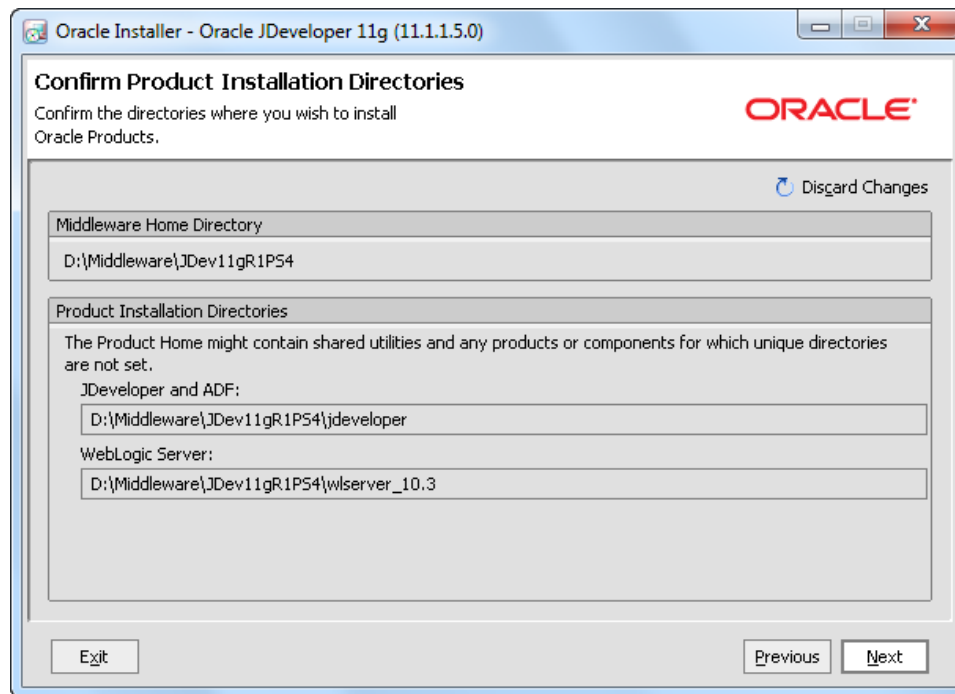 Oracle Installer - Oracle JDeveloper 11g (11.1.1.5.0)
Confirm Product Installation Directories
Confirm the directories where you wish to install
Oracle Products.
ORACLE
Discard Changes
Middleware Home Directory
D:\Middleware\JDev11gR1PS4
Product Installation Directories
The Product Home might contain shared utilities and any products or components for which unique directories
are not set.
JDeveloper and ADF:
D:\Middleware\JDev11gR1PS4\jdeveloper
WebLogic Server:
D:\Middleware\JDev11gR1PS4\wlserver_10.3
Exit
Previous
Next